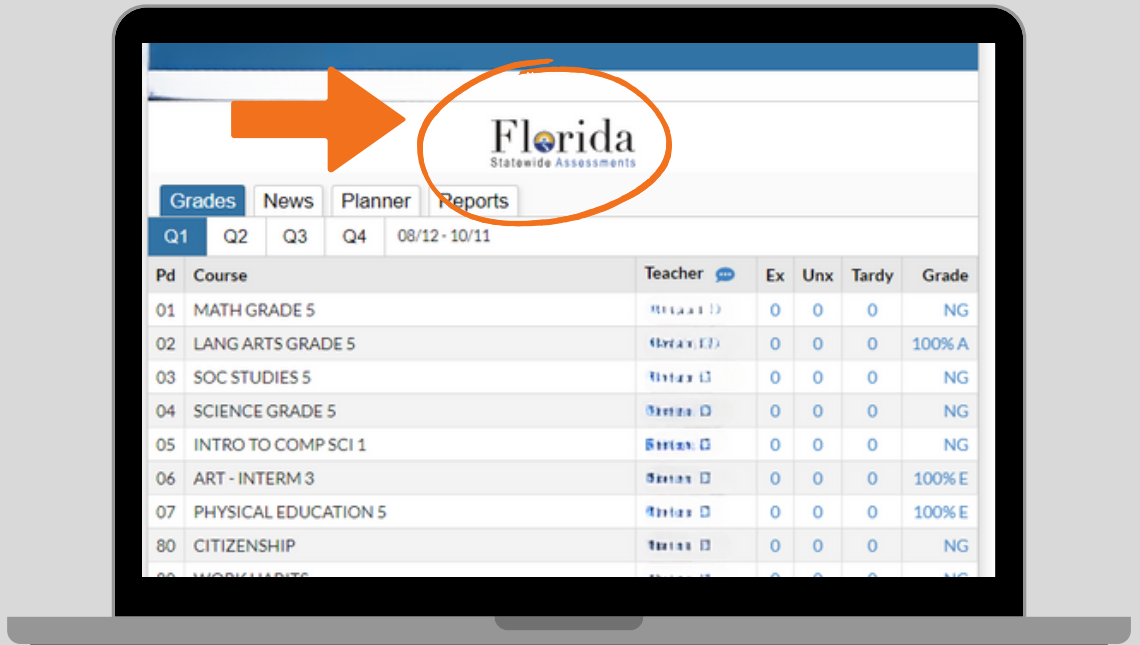 Florida
Statewide Assessments
Grades News Planner Reports
Q1 Q2 Q3 Q4 08/12 - 10/11
Pd Course Teacher Ex Unx Tardy Grade
01 MATH GRADE 5 0 0 0 NG
02 LANG ARTS GRADE 5 0 0 0 100% A
03 SOC STUDIES 5 0 0 0 NG
04 SCIENCE GRADE 5 0 0 0 NG
05 INTRO TO COMP SCI 1 0 0 0 NG
06 ART - INTERM 3 0 0 0 100% E
07 PHYSICAL EDUCATION 5 0 0 0 100% E
80 CITIZENSHIP 0 0 0 NG